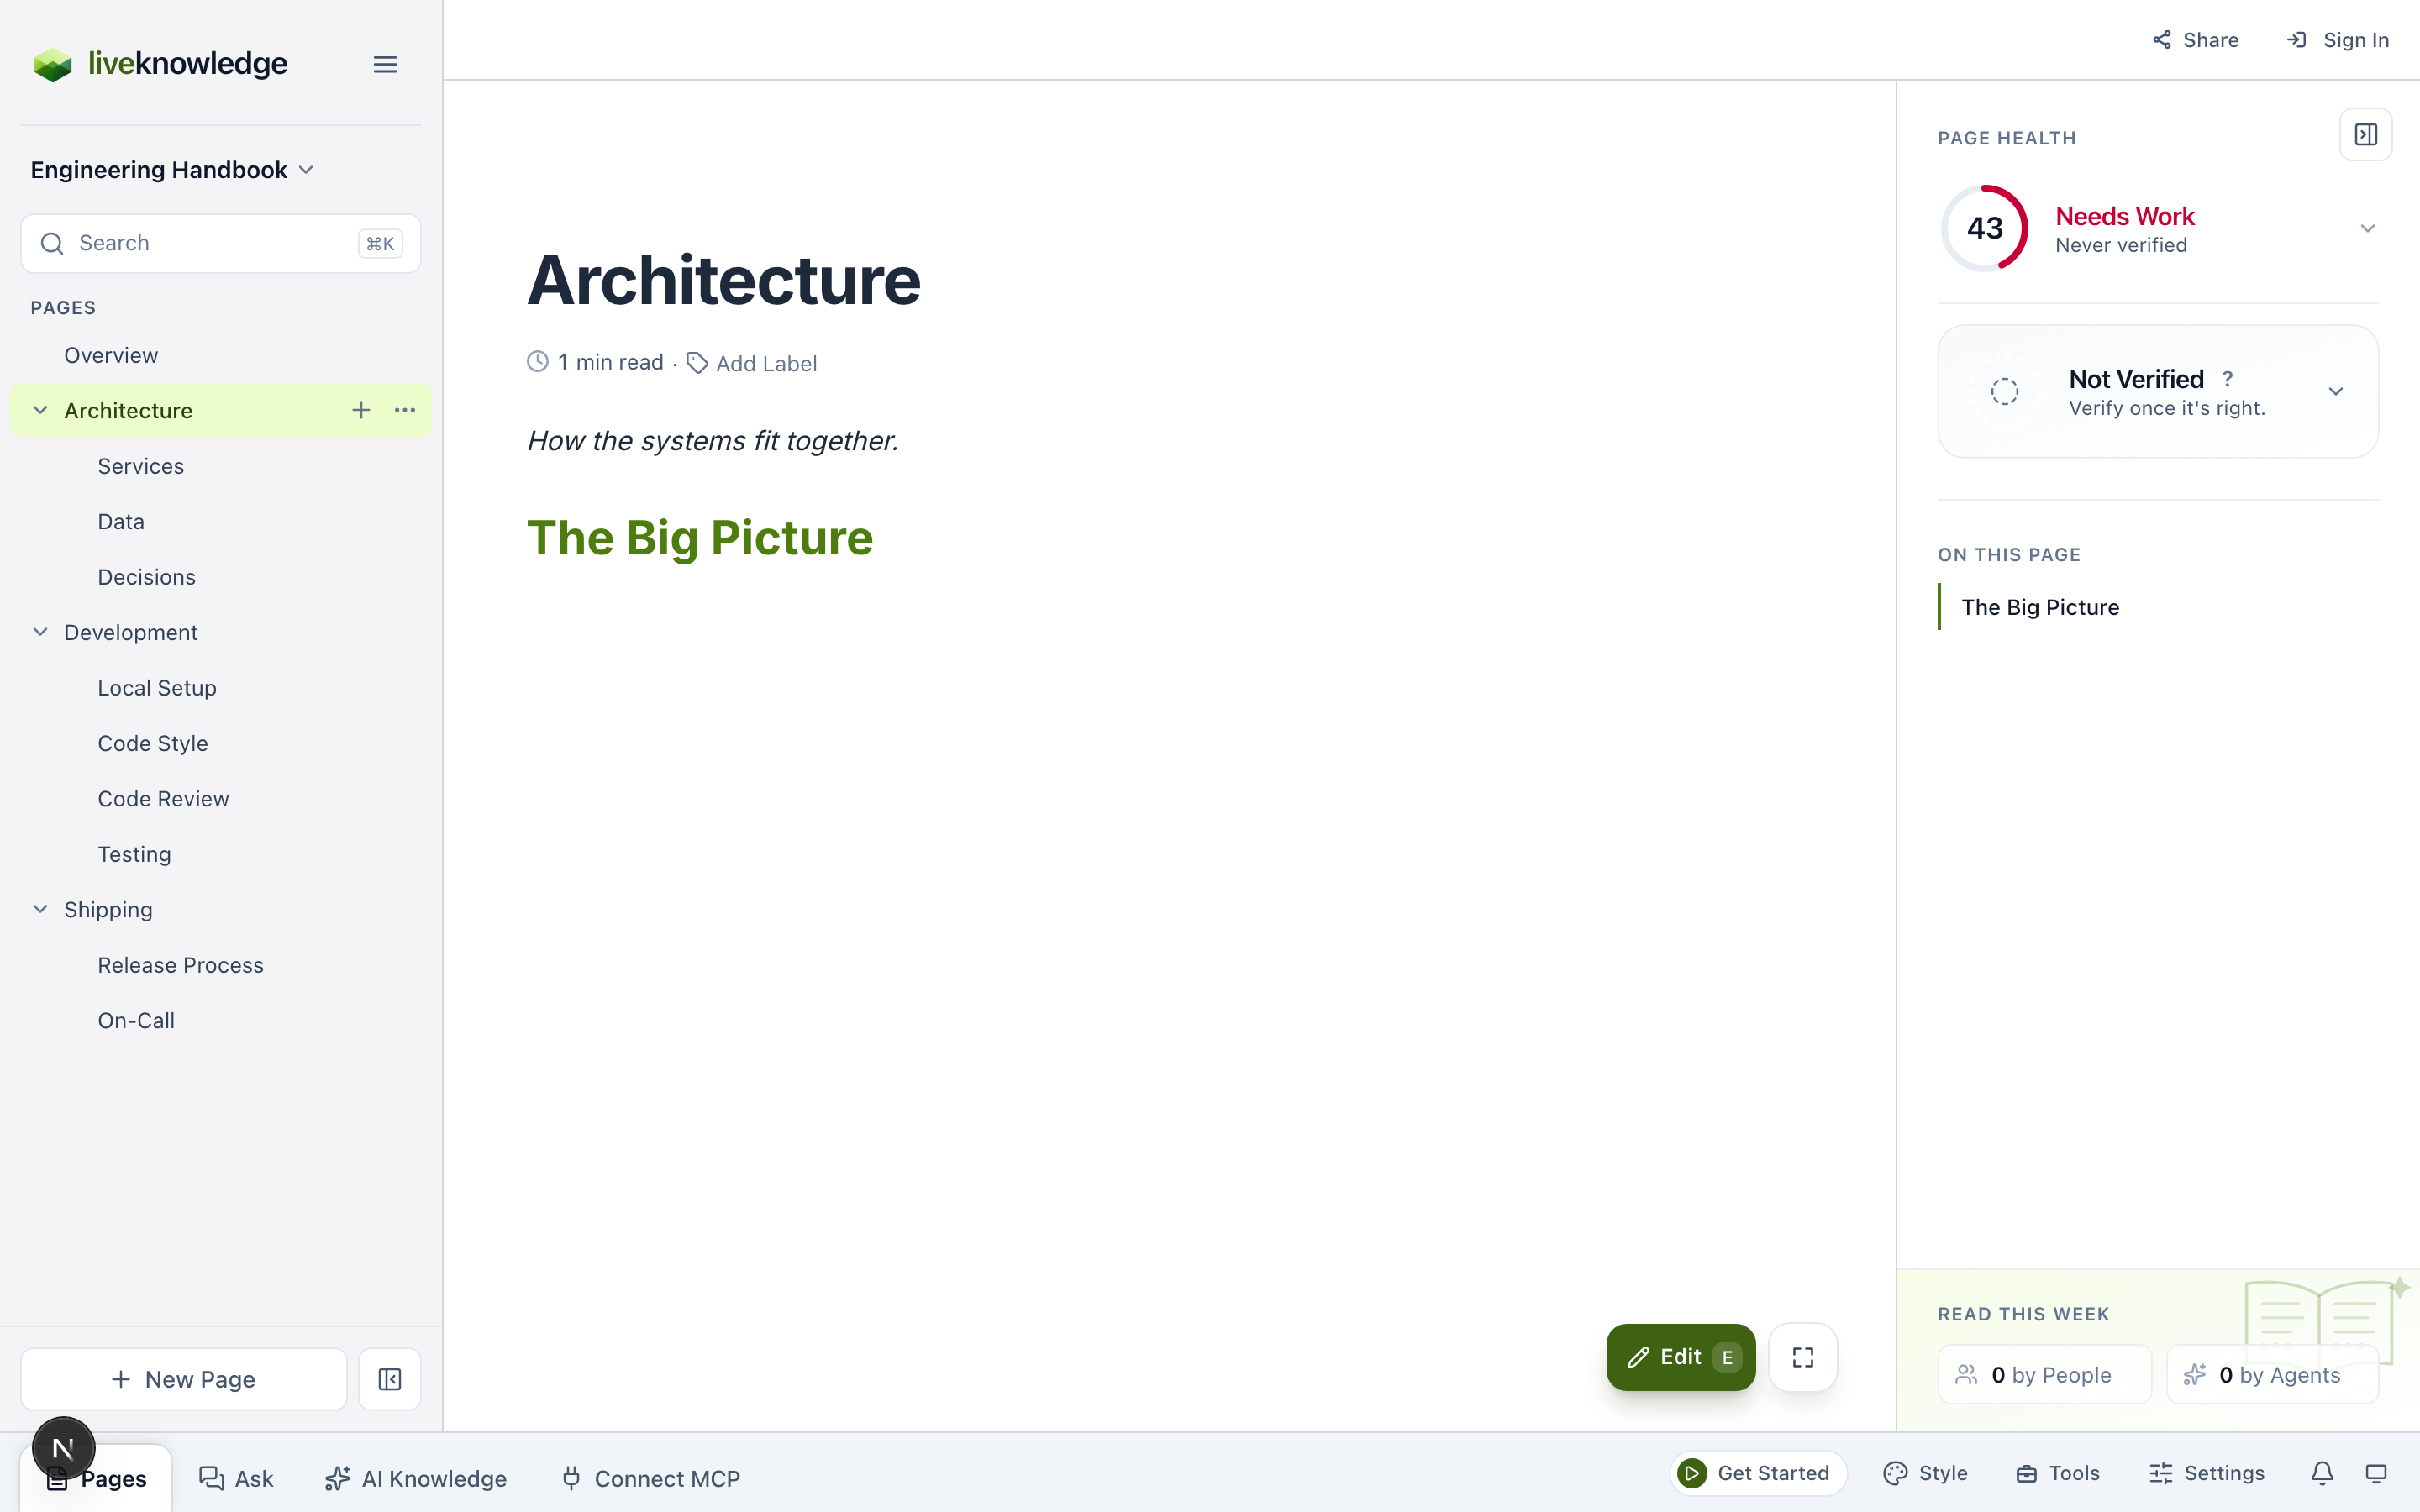 liveknowledge
Engineering Handbook
Search ⌘K
PAGES
Overview
Architecture
Services
Data
Decisions
Development
Local Setup
Code Style
Code Review
Testing
Shipping
Release Process
On-Call
New Page
Share Sign In
Architecture
1 min read · Add Label
How the systems fit together.
The Big Picture
Edit E
PAGE HEALTH
43
Needs Work
Never verified
Not Verified ?
Verify once it's right.
ON THIS PAGE
The Big Picture
READ THIS WEEK
0 by People 0 by Agents
N
Pages Ask AI Knowledge Connect MCP Get Started Style Tools Settings